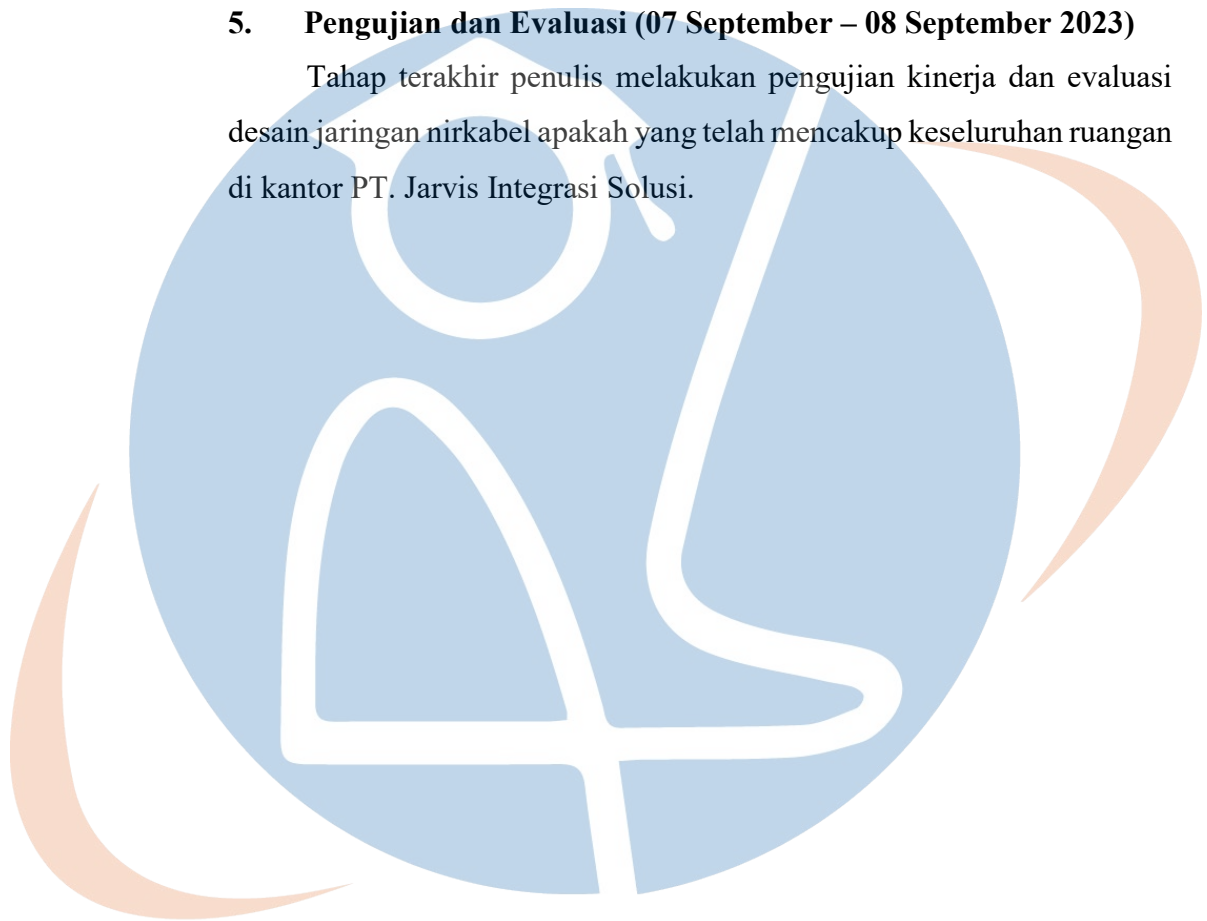 5. Pengujian dan Evaluasi (07 September – 08 September 2023)
Tahap terakhir penulis melakukan pengujian kinerja dan evaluasi
desain jaringan nirkabel apakah yang telah mencakup keseluruhan ruangan
di kantor PT. Jarvis Integrasi Solusi.